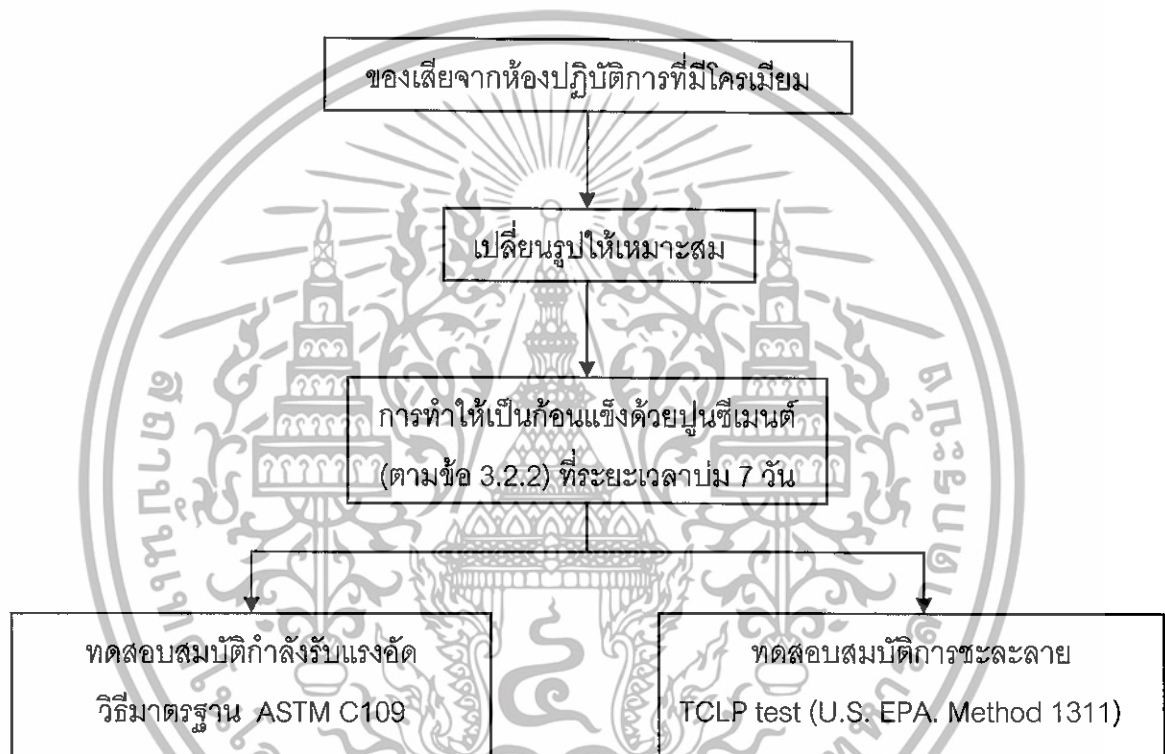 ของเสียจากห้องปฏิบัติการที่มีโครเมียม
เปลี่ยนรูปให้เหมาะสม
การทำให้เป็นก้อนแข็งด้วยปูนซีเมนต์
(ตามข้อ 3.2.2) ที่ระยะเวลาบ่ม 7 วัน
ทดสอบสมบัติกำลังรับแรงอัด
วิธีมาตรฐาน ASTM C109
ทดสอบสมบัติการชะละลาย
TCLP test (U.S. EPA. Method 1311)